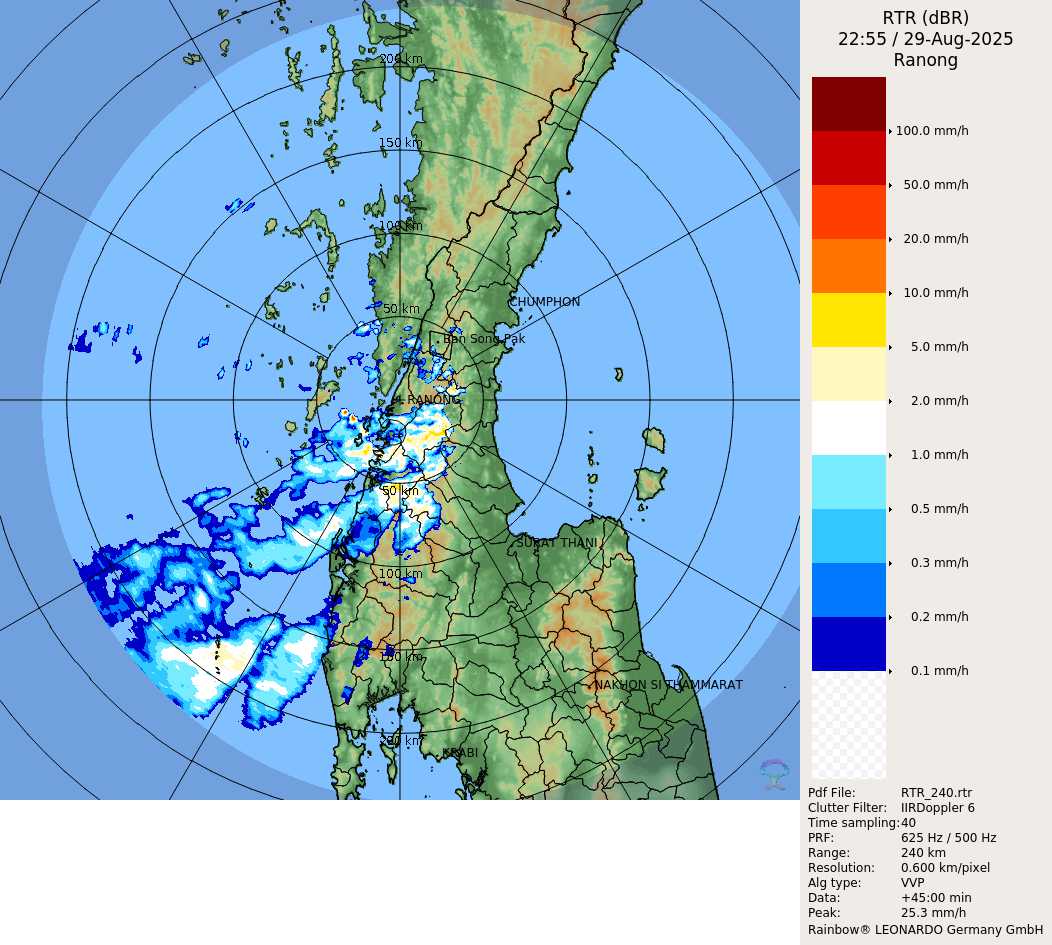 RTR (dBR)
22:55 / 29-Aug-2025
Ranong
200 km
150 km
100 km
50 km
CHUMPHON
Ban Song Pak
RANONG
50 km
SURAT THANI
100 km
150 km
NAKHON SI THAMMARAT
200 km
KRABI
100.0 mm/h
50.0 mm/h
20.0 mm/h
10.0 mm/h
5.0 mm/h
2.0 mm/h
1.0 mm/h
0.5 mm/h
0.3 mm/h
0.2 mm/h
0.1 mm/h
Pdf File: RTR_240.rtr
Clutter Filter: IIRDoppler 6
Time sampling:40
PRF: 625 Hz / 500 Hz
Range: 240 km
Resolution: 0.600 km/pixel
Alg type: VVP
Data: +45:00 min
Peak: 25.3 mm/h
Rainbow® LEONARDO Germany GmbH